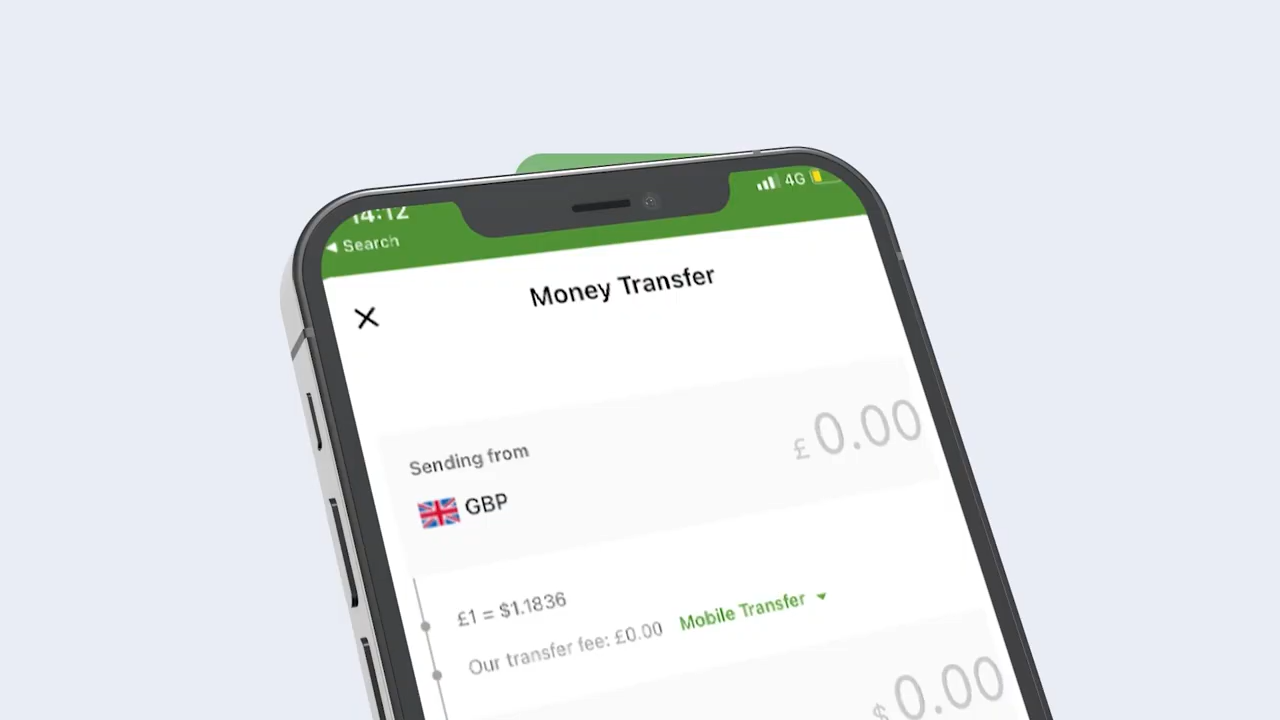 14:12
4G
◀ Search
Money Transfer
Sending from
£ 0.00
GBP
£1 = $1.1836
Our transfer fee: £0.00 Mobile Transfer
$ 0.00